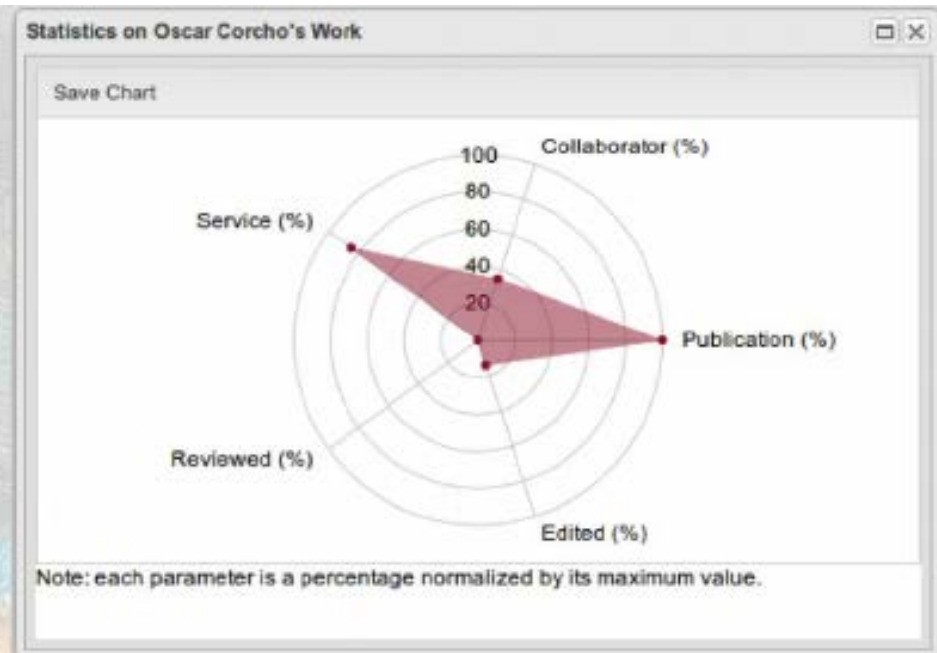 Statistics on Oscar Corcho's Work
Save Chart
Collaborator (%)
100
80
60
40
20
Service (%)
Publication (%)
Reviewed (%)
Edited (%)
Note: each parameter is a percentage normalized by its maximum value.